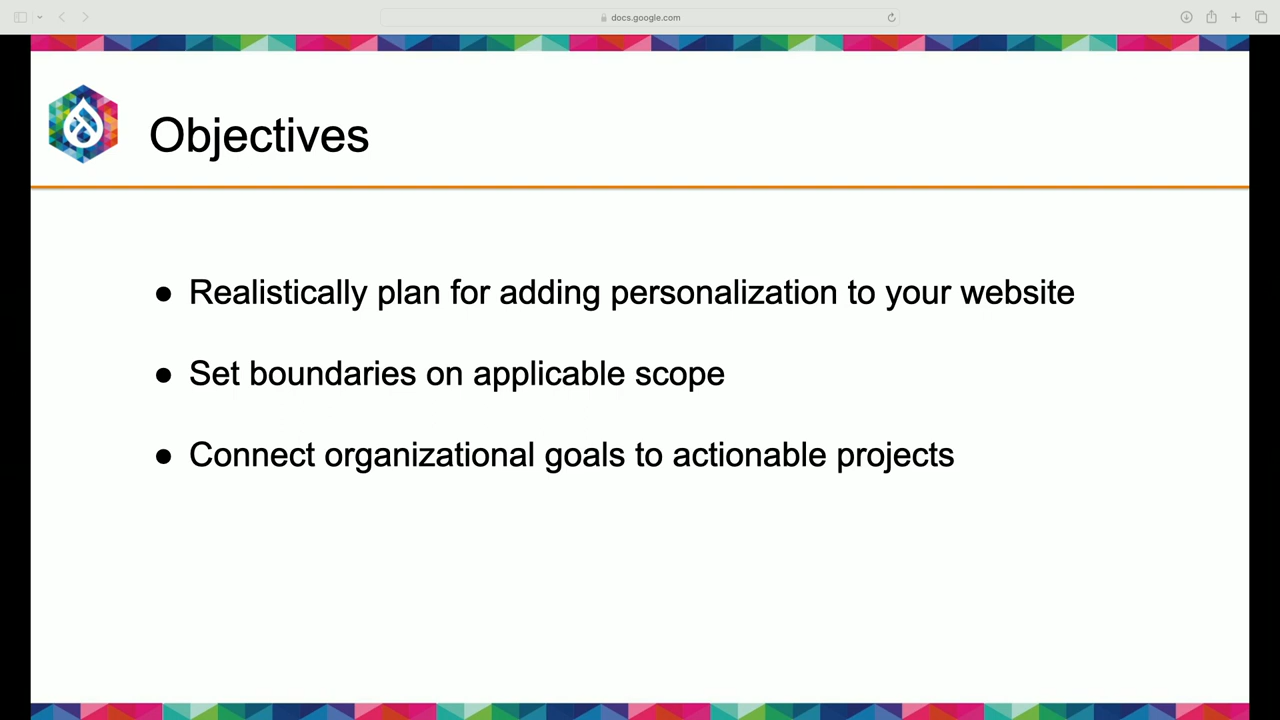 docs.google.com
Objectives
● Realistically plan for adding personalization to your website
● Set boundaries on applicable scope
● Connect organizational goals to actionable projects